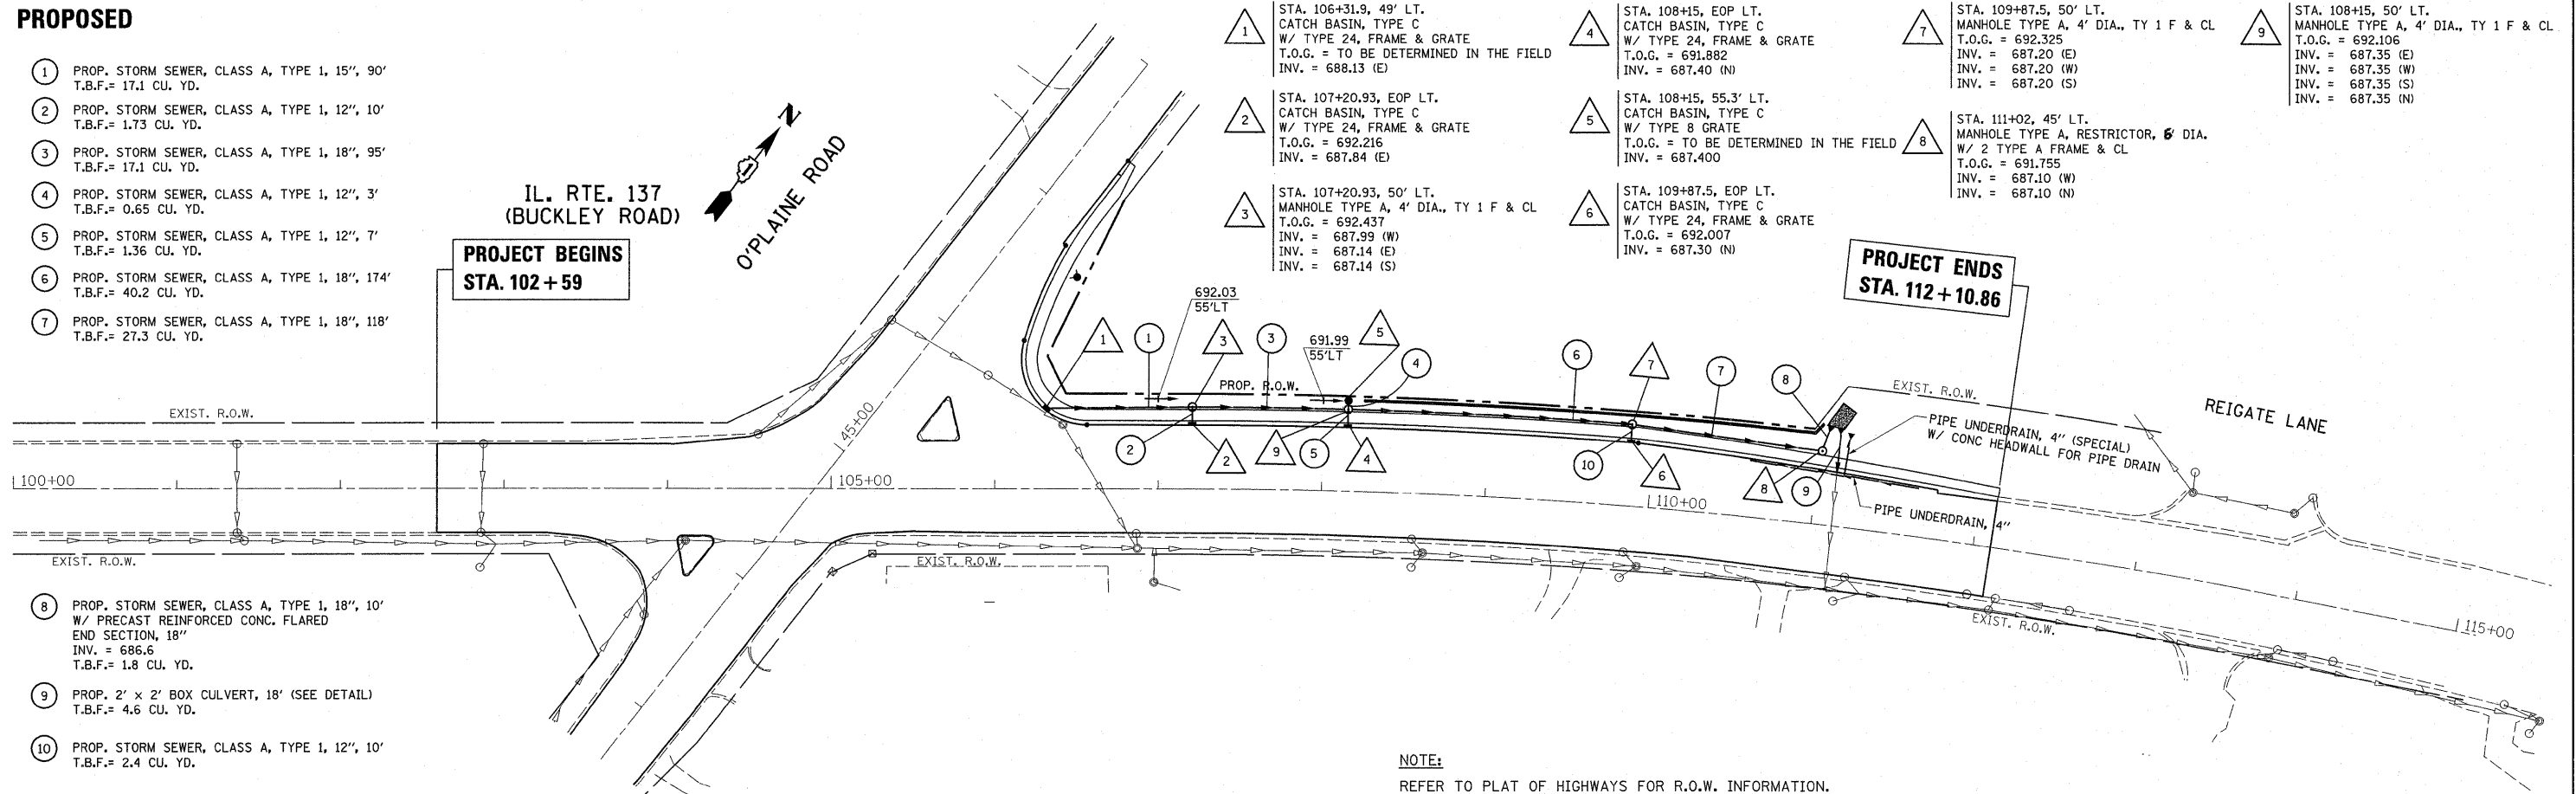 PROPOSED
1 PROP. STORM SEWER, CLASS A, TYPE 1, 15", 90'
T.B.F.= 17.1 CU. YD.
2 PROP. STORM SEWER, CLASS A, TYPE 1, 12", 10'
T.B.F.= 1.73 CU. YD.
3 PROP. STORM SEWER, CLASS A, TYPE 1, 18", 95'
T.B.F.= 17.1 CU. YD.
4 PROP. STORM SEWER, CLASS A, TYPE 1, 12", 3'
T.B.F.= 0.65 CU. YD.
5 PROP. STORM SEWER, CLASS A, TYPE 1, 12", 7'
T.B.F.= 1.36 CU. YD.
6 PROP. STORM SEWER, CLASS A, TYPE 1, 18", 174'
T.B.F.= 40.2 CU. YD.
7 PROP. STORM SEWER, CLASS A, TYPE 1, 18", 118'
T.B.F.= 27.3 CU. YD.
8 PROP. STORM SEWER, CLASS A, TYPE 1, 18", 10'
W/ PRECAST REINFORCED CONC. FLARED
END SECTION, 18"
INV. = 686.6
T.B.F.= 1.8 CU. YD.
9 PROP. 2' x 2' BOX CULVERT, 18' (SEE DETAIL)
T.B.F.= 4.6 CU. YD.
10 PROP. STORM SEWER, CLASS A, TYPE 1, 12", 10'
T.B.F.= 2.4 CU. YD.
1
STA. 106+31.9, 49' LT.
CATCH BASIN, TYPE C
W/ TYPE 24, FRAME & GRATE
T.O.G. = TO BE DETERMINED IN THE FIELD
INV. = 688.13 (E)
2
STA. 107+20.93, EOP LT.
CATCH BASIN, TYPE C
W/ TYPE 24, FRAME & GRATE
T.O.G. = 692.216
INV. = 687.84 (E)
3
STA. 107+20.93, 50' LT.
MANHOLE TYPE A, 4' DIA., TY 1 F & CL
T.O.G. = 692.437
INV. = 687.99 (W)
INV. = 687.14 (E)
INV. = 687.14 (S)
4
STA. 108+15, EOP LT.
CATCH BASIN, TYPE C
W/ TYPE 24, FRAME & GRATE
T.O.G. = 691.882
INV. = 687.40 (N)
5
STA. 108+15, 55.3' LT.
CATCH BASIN, TYPE C
W/ TYPE 8 GRATE
T.O.G. = TO BE DETERMINED IN THE FIELD
INV. = 687.400
6
STA. 109+87.5, EOP LT.
CATCH BASIN, TYPE C
W/ TYPE 24, FRAME & GRATE
T.O.G. = 692.007
INV. = 687.30 (N)
7
STA. 109+87.5, 50' LT.
MANHOLE TYPE A, 4' DIA., TY 1 F & CL
T.O.G. = 692.325
INV. = 687.20 (E)
INV. = 687.20 (W)
INV. = 687.20 (S)
8
STA. 111+02, 45' LT.
MANHOLE TYPE A, RESTRICTOR, 6' DIA.
W/ 2 TYPE A FRAME & CL
T.O.G. = 691.755
INV. = 687.10 (W)
INV. = 687.10 (N)
9
STA. 108+15, 50' LT.
MANHOLE TYPE A, 4' DIA., TY 1 F & CL
T.O.G. = 692.106
INV. = 687.35 (E)
INV. = 687.35 (W)
INV. = 687.35 (S)
INV. = 687.35 (N)
IL. RTE. 137
(BUCKLEY ROAD)
N
O'PLAINE ROAD
PROJECT BEGINS
STA. 102+59
PROJECT ENDS
STA. 112+10.86
692.03
55'LT
691.99
55'LT
1
1
3
3
5
4
6
7
7
8
PROP. R.O.W.
EXIST. R.O.W.
EXIST. R.O.W.
REIGATE LANE
PIPE UNDERDRAIN, 4" (SPECIAL)
W/ CONC HEADWALL FOR PIPE DRAIN
45+00
2
2
9
5
4
10
6
8
9
100+00
105+00
110+00
115+00
PIPE UNDERDRAIN, 4"
EXIST. R.O.W.
EXIST. R.O.W.
EXIST. R.O.W.
NOTE:
REFER TO PLAT OF HIGHWAYS FOR R.O.W. INFORMATION.